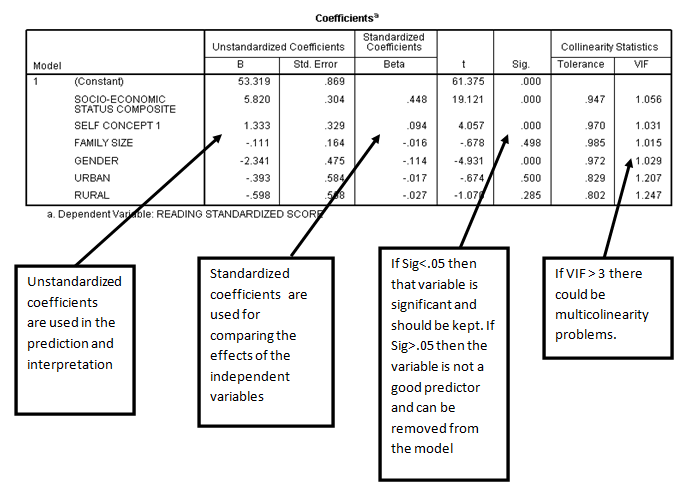 Coefficients a
Unstandardized Coefficients Standardized Coefficients Collinearity Statistics
Model B Std. Error Beta t Sig. Tolerance VIF
1 (Constant) 53.319 .869 61.375 .000
SOCIO-ECONOMIC
STATUS COMPOSITE 5.820 .304 .448 19.121 .000 .947 1.056
SELF CONCEPT 1 1.333 .329 .094 4.057 .000 .970 1.031
FAMILY SIZE -.111 .164 -.016 -.678 .498 .985 1.015
GENDER -2.341 .475 -.114 -4.931 .000 .972 1.029
URBAN -.393 .584 -.017 -.674 .500 .829 1.207
RURAL -.598 -.027 .285 .802 1.247
a. Dependent Variable: READING STANDARDIZED SCORE
Unstandardized
coefficients
are used in the
prediction and
interpretation
Standardized
coefficients are
used for
comparing the
effects of the
independent
variables
If Sig<.05 then
that variable is
significant and
should be kept. If
Sig>.05 then the
variable is not a
good predictor
and can be
removed from
the model
If VIF > 3 there
could be
multicolinearity
problems.